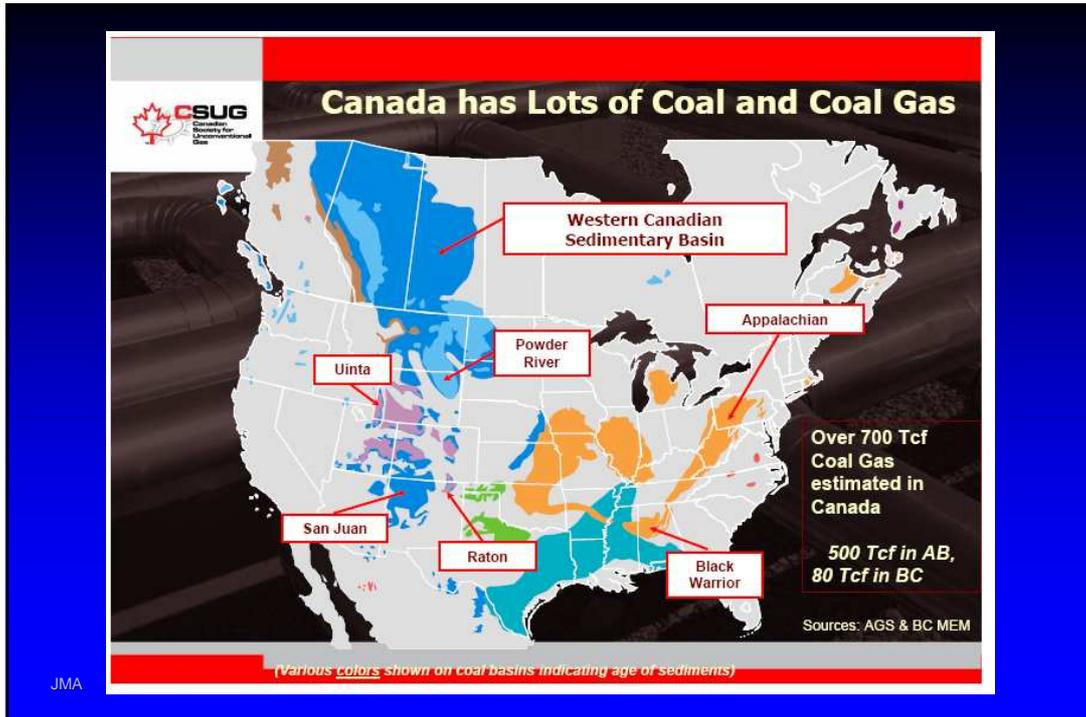 CSUG
Canadian
Society for
Unconventional
Gas
Canada has Lots of Coal and Coal Gas
Western Canadian
Sedimentary Basin
Appalachian
Powder
River
Uinta
Over 700 Tcf
Coal Gas
estimated in
Canada
500 Tcf in AB,
80 Tcf in BC
San Juan
Raton
Black
Warrior
Sources: AGS & BC MEM
(Various colors shown on coal basins indicating age of sediments)
JMA